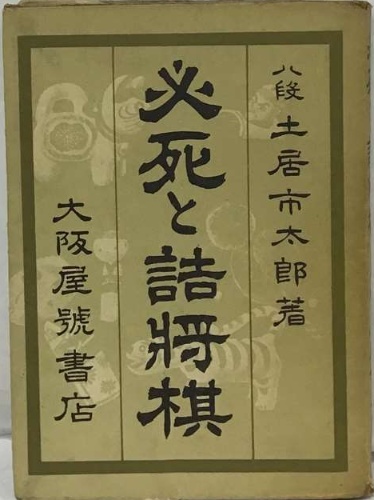 八段 土居市太郎著
必死と詰將棋
大阪屋號書店